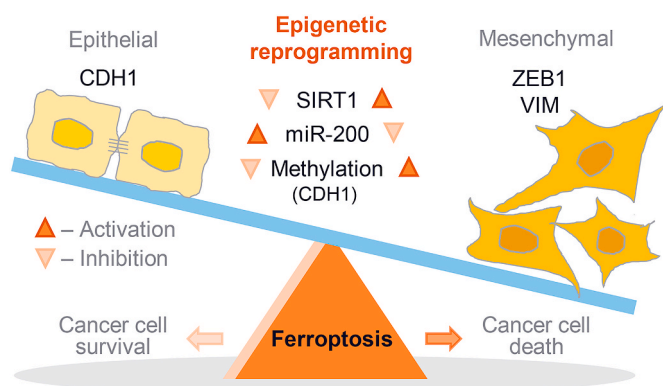 Epithelial
Epigenetic
reprogramming
Mesenchymal
CDH1
SIRT1
miR-200
Methylation
(CDH1)
ZEB1
VIM
– Activation
– Inhibition
Cancer cell
survival
Ferroptosis
Cancer cell
death